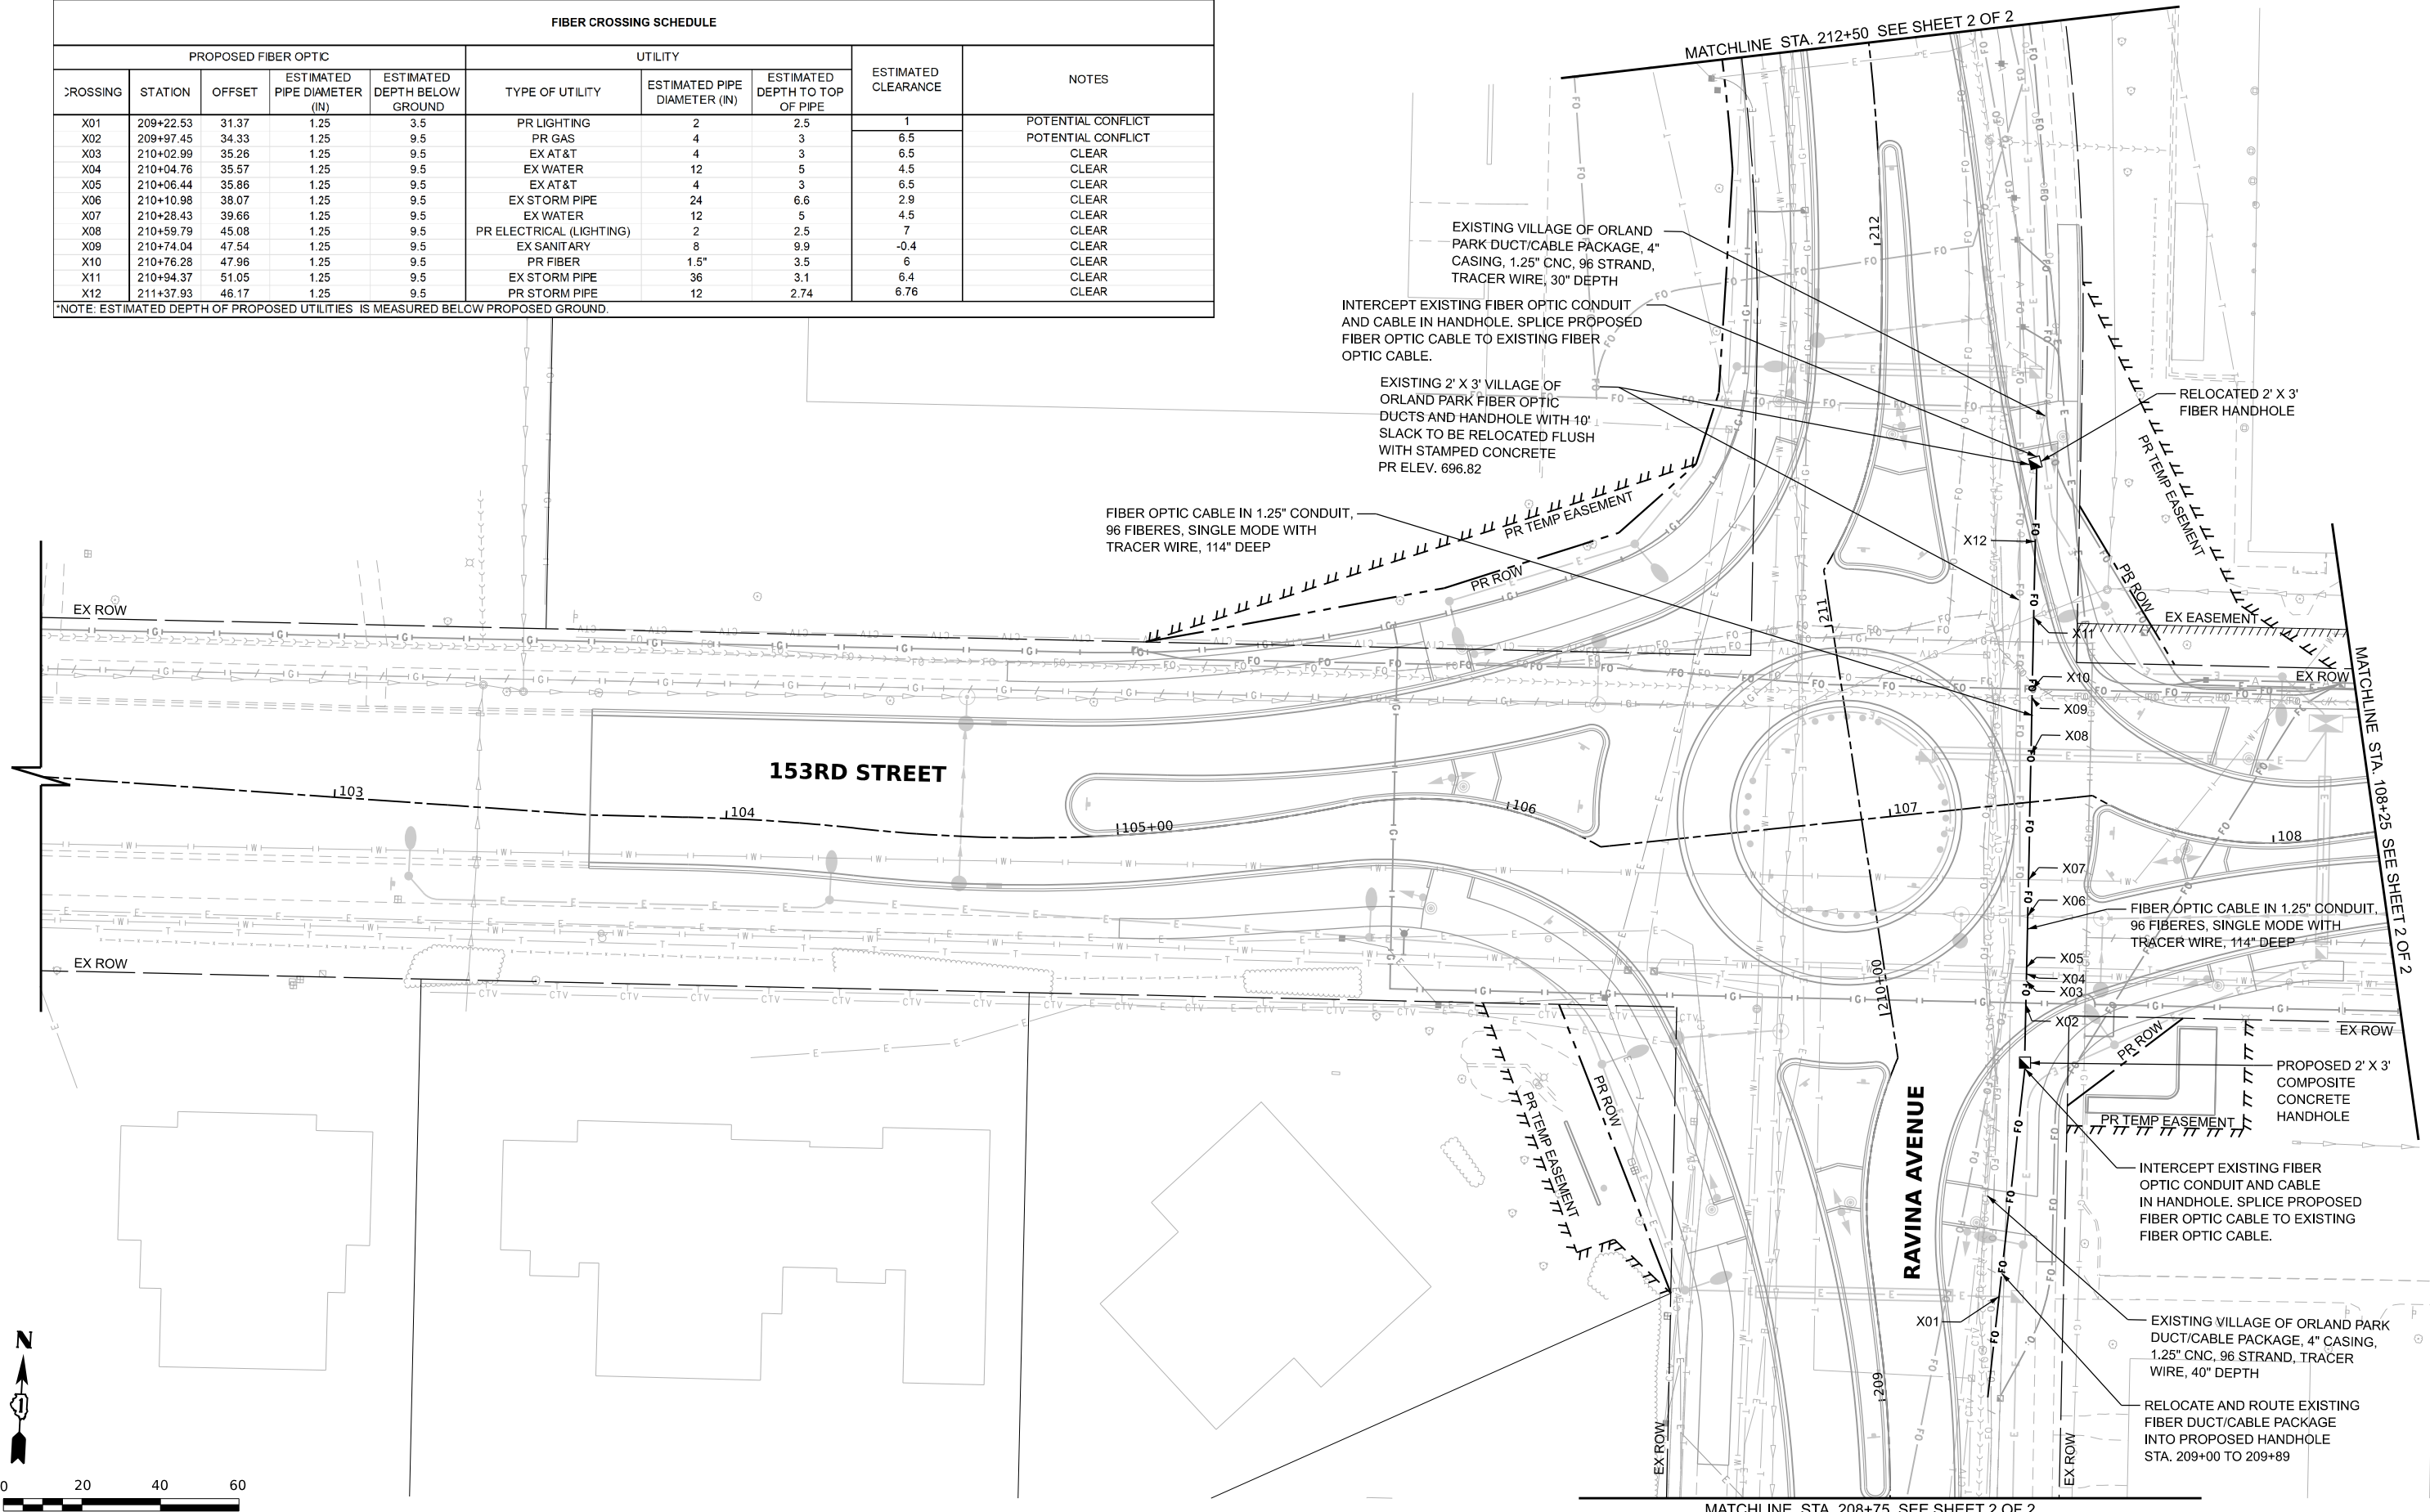 FIBER CROSSING SCHEDULE
PROPOSED FIBER OPTIC UTILITY ESTIMATED CLEARANCE NOTES
CROSSING STATION OFFSET ESTIMATED PIPE DIAMETER (IN) ESTIMATED DEPTH BELOW GROUND TYPE OF UTILITY ESTIMATED PIPE DIAMETER (IN) ESTIMATED DEPTH TO TOP OF PIPE
X01 209+22.53 31.37 1.25 3.5 PR LIGHTING 2 2.5 1 POTENTIAL CONFLICT
X02 209+97.45 34.33 1.25 9.5 PR GAS 4 3 6.5 POTENTIAL CONFLICT
X03 210+02.99 35.26 1.25 9.5 EX AT&T 4 3 6.5 CLEAR
X04 210+04.76 35.57 1.25 9.5 EX WATER 12 5 4.5 CLEAR
X05 210+06.44 35.86 1.25 9.5 EX AT&T 4 3 6.5 CLEAR
X06 210+10.98 38.07 1.25 9.5 EX STORM PIPE 24 6.6 2.9 CLEAR
X07 210+28.43 39.66 1.25 9.5 EX WATER 12 5 4.5 CLEAR
X08 210+59.79 45.08 1.25 9.5 PR ELECTRICAL (LIGHTING) 2 2.5 7 CLEAR
X09 210+74.04 47.54 1.25 9.5 EX SANITARY 8 9.9 -0.4 CLEAR
X10 210+76.28 47.96 1.25 9.5 PR FIBER 1.5" 3.5 6 CLEAR
X11 210+94.37 51.05 1.25 9.5 EX STORM PIPE 36 3.1 6.4 CLEAR
X12 211+37.93 46.17 1.25 9.5 PR STORM PIPE 12 2.74 6.76 CLEAR
*NOTE: ESTIMATED DEPTH OF PROPOSED UTILITIES IS MEASURED BELOW PROPOSED GROUND.
MATCHLINE STA. 212+50 SEE SHEET 2 OF 2
EXISTING VILLAGE OF ORLAND
PARK DUCT/CABLE PACKAGE, 4"
CASING, 1.25" CNC, 96 STRAND,
TRACER WIRE, 30" DEPTH
INTERCEPT EXISTING FIBER OPTIC CONDUIT
AND CABLE IN HANDHOLE. SPLICE PROPOSED
FIBER OPTIC CABLE TO EXISTING FIBER
OPTIC CABLE.
EXISTING 2' X 3' VILLAGE OF
ORLAND PARK FIBER OPTIC
DUCTS AND HANDHOLE WITH 10'
SLACK TO BE RELOCATED FLUSH
WITH STAMPED CONCRETE
PR ELEV. 696.82
RELOCATED 2' X 3'
FIBER HANDHOLE
FIBER OPTIC CABLE IN 1.25" CONDUIT,
96 FIBERES, SINGLE MODE WITH
TRACER WIRE, 114" DEEP
PR TEMP EASEMENT
PR ROW
PR TEMP EASEMENT
PR ROW
EX EASEMENT
EX ROW
EX ROW
212
211
X12
X11
X10
X09
X08
X07
X06
X05
X04
X03
X02
X01
MATCHLINE STA. 108+25 SEE SHEET 2 OF 2
153RD STREET
103
104
105+00
106
107
108
FIBER OPTIC CABLE IN 1.25" CONDUIT,
96 FIBERES, SINGLE MODE WITH
TRACER WIRE, 114" DEEP
EX ROW
EX ROW
210+00
209
PR ROW
PR TEMP EASEMENT
PR ROW
PR TEMP EASEMENT
PROPOSED 2' X 3'
COMPOSITE
CONCRETE
HANDHOLE
RAVINA AVENUE
INTERCEPT EXISTING FIBER
OPTIC CONDUIT AND CABLE
IN HANDHOLE. SPLICE PROPOSED
FIBER OPTIC CABLE TO EXISTING
FIBER OPTIC CABLE.
EXISTING VILLAGE OF ORLAND PARK
DUCT/CABLE PACKAGE, 4" CASING,
1.25" CNC, 96 STRAND, TRACER
WIRE, 40" DEPTH
RELOCATE AND ROUTE EXISTING
FIBER DUCT/CABLE PACKAGE
INTO PROPOSED HANDHOLE
STA. 209+00 TO 209+89
EX ROW
EX ROW
N
0 20 40 60
MATCHLINE STA. 208+75 SEE SHEET 2 OF 2